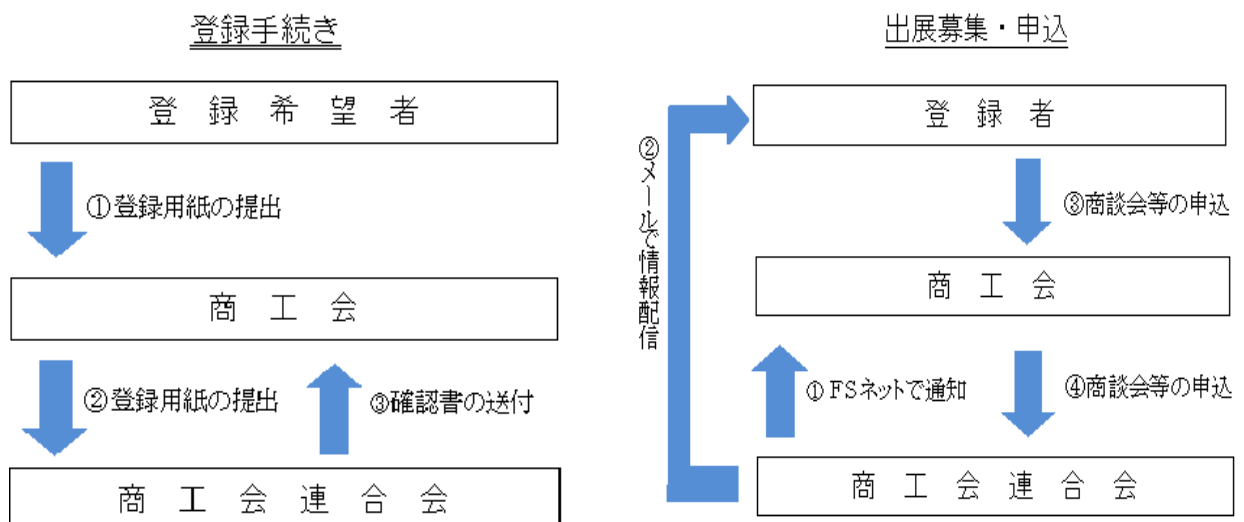 登録手続き
登録希望者
①登録用紙の提出
商工会
②登録用紙の提出
③確認書の送付
商工会連合会
出展募集・申込
登録者
②メールで情報配信
③商談会等の申込
商工会
①FSネットで通知
④商談会等の申込
商工会連合会